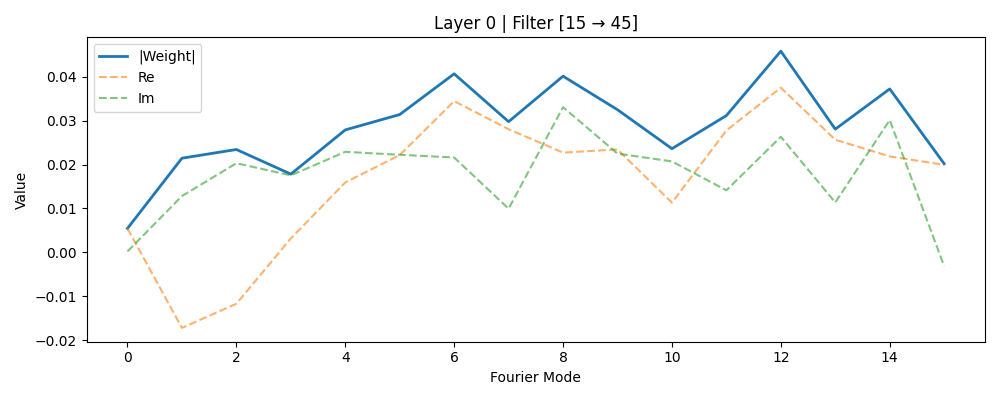 Layer 0 | Filter [15 → 45]
|Weight|
Re
Im
0.04
0.03
0.02
0.01
0.00
−0.01
−0.02
Value
0 2 4 6 8 10 12 14
Fourier Mode